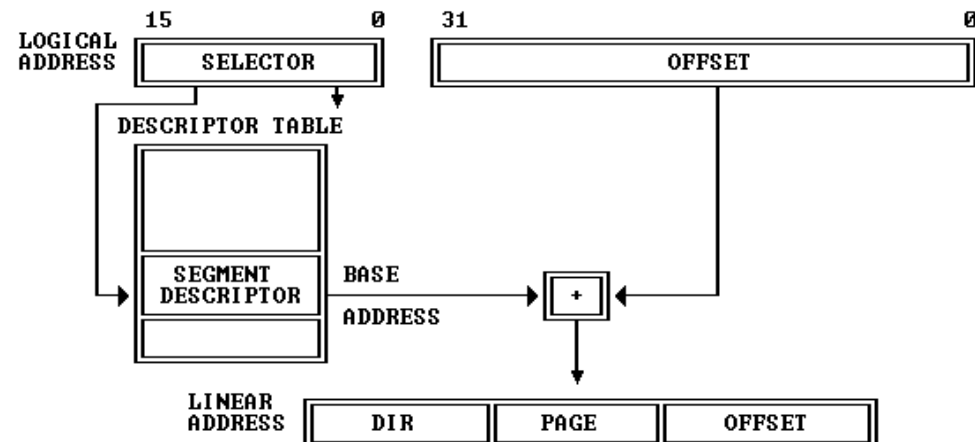 15 0 31 0
LOGICAL
ADDRESS
SELECTOR
OFFSET
DESCRIPTOR TABLE
SEGMENT
DESCRIPTOR
BASE
ADDRESS
+
LINEAR
ADDRESS
DIR PAGE OFFSET